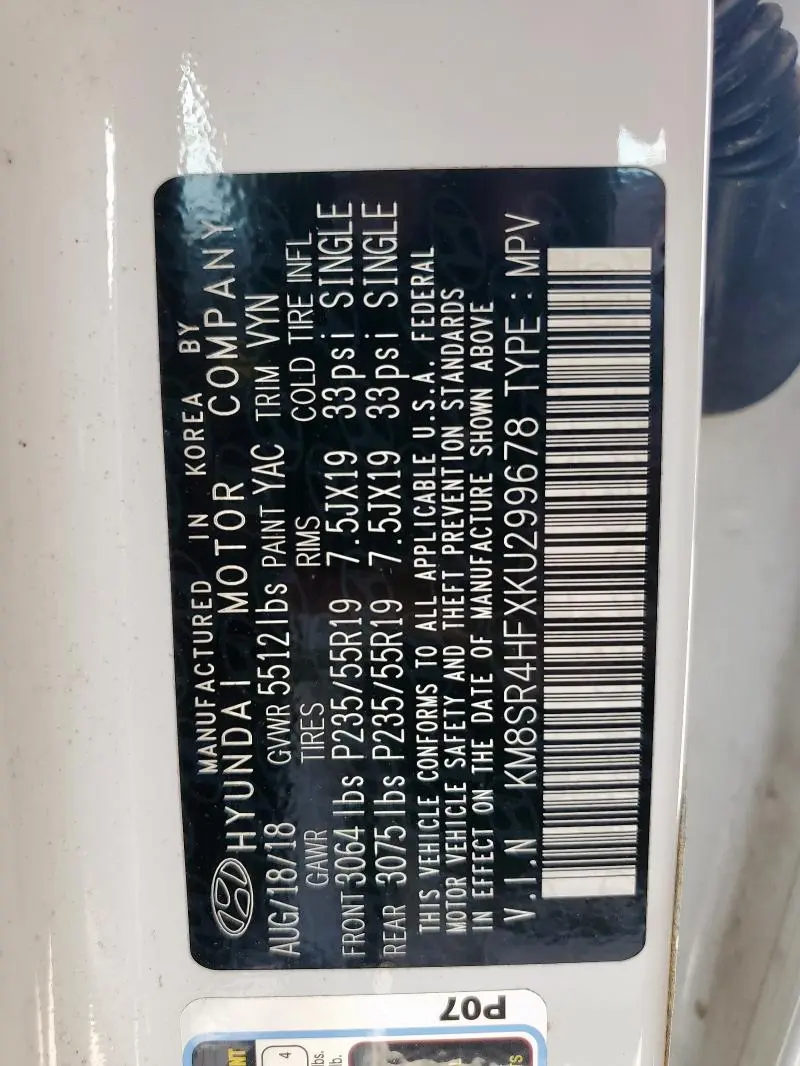 MANUFACTURED IN KOREA BY
HYUNDAI MOTOR COMPANY
AUG/18/18 GVWR 5512lbs PAINT YAC TRIM VYN
GAWR TIRES RIMS COLD TIRE INFL
FRONT 3064lbs P235/55R19 7.5JX19 33psi SINGLE
REAR 3075lbs P235/55R19 7.5JX19 33psi SINGLE
THIS VEHICLE CONFORMS TO ALL APPLICABLE U.S.A. FEDERAL
MOTOR VEHICLE SAFETY AND THEFT PREVENTION STANDARDS
IN EFFECT ON THE DATE OF MANUFACTURE SHOWN ABOVE
V.I.N KM8SR4HFXKU299678 TYPE : MPV
P07
4
lbs.
lb.